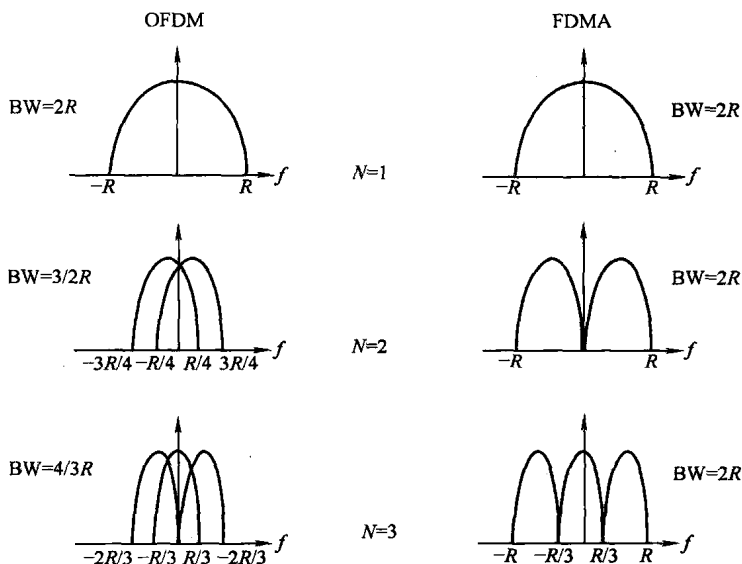 OFDM
FDMA
BW=2R
BW=2R
−R
R
f
N=1
−R
R
f
BW=3/2R
BW=2R
−3R/4
−R/4
R/4
3R/4
f
N=2
−R
R
f
BW=4/3R
BW=2R
−2R/3
−R/3
R/3
−2R/3
f
N=3
−R
−R/3
R/3
R
f